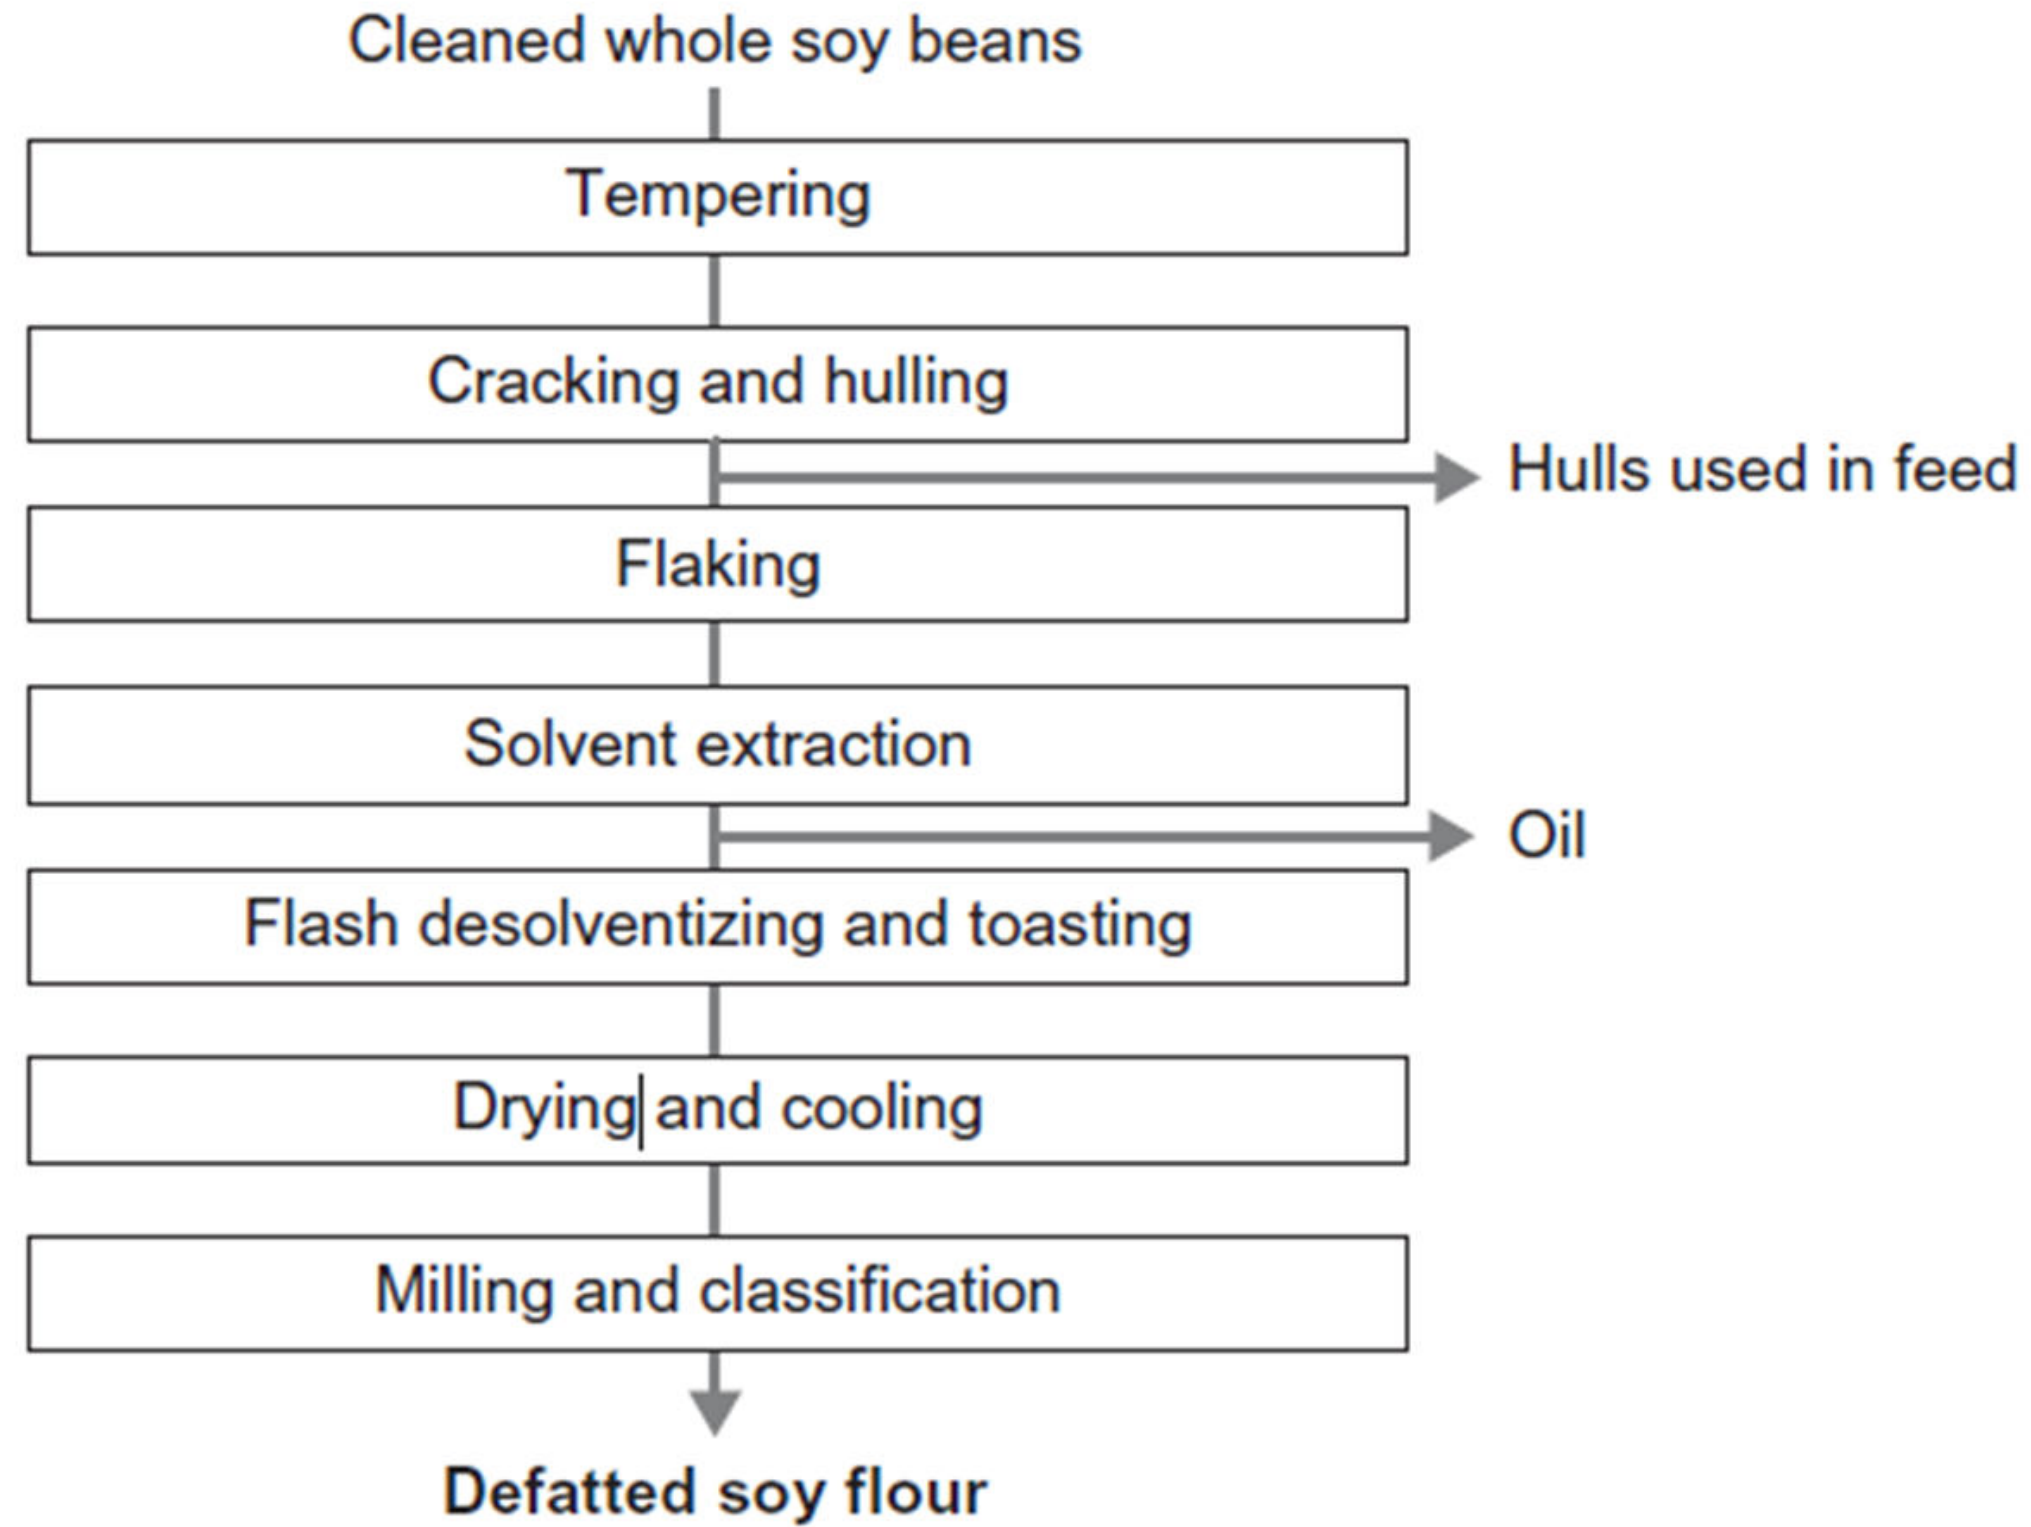 Cleaned whole soy beans
Tempering
Cracking and hulling
Hulls used in feed
Flaking
Solvent extraction
Oil
Flash desolventizing and toasting
Drying and cooling
Milling and classification
Defatted soy flour